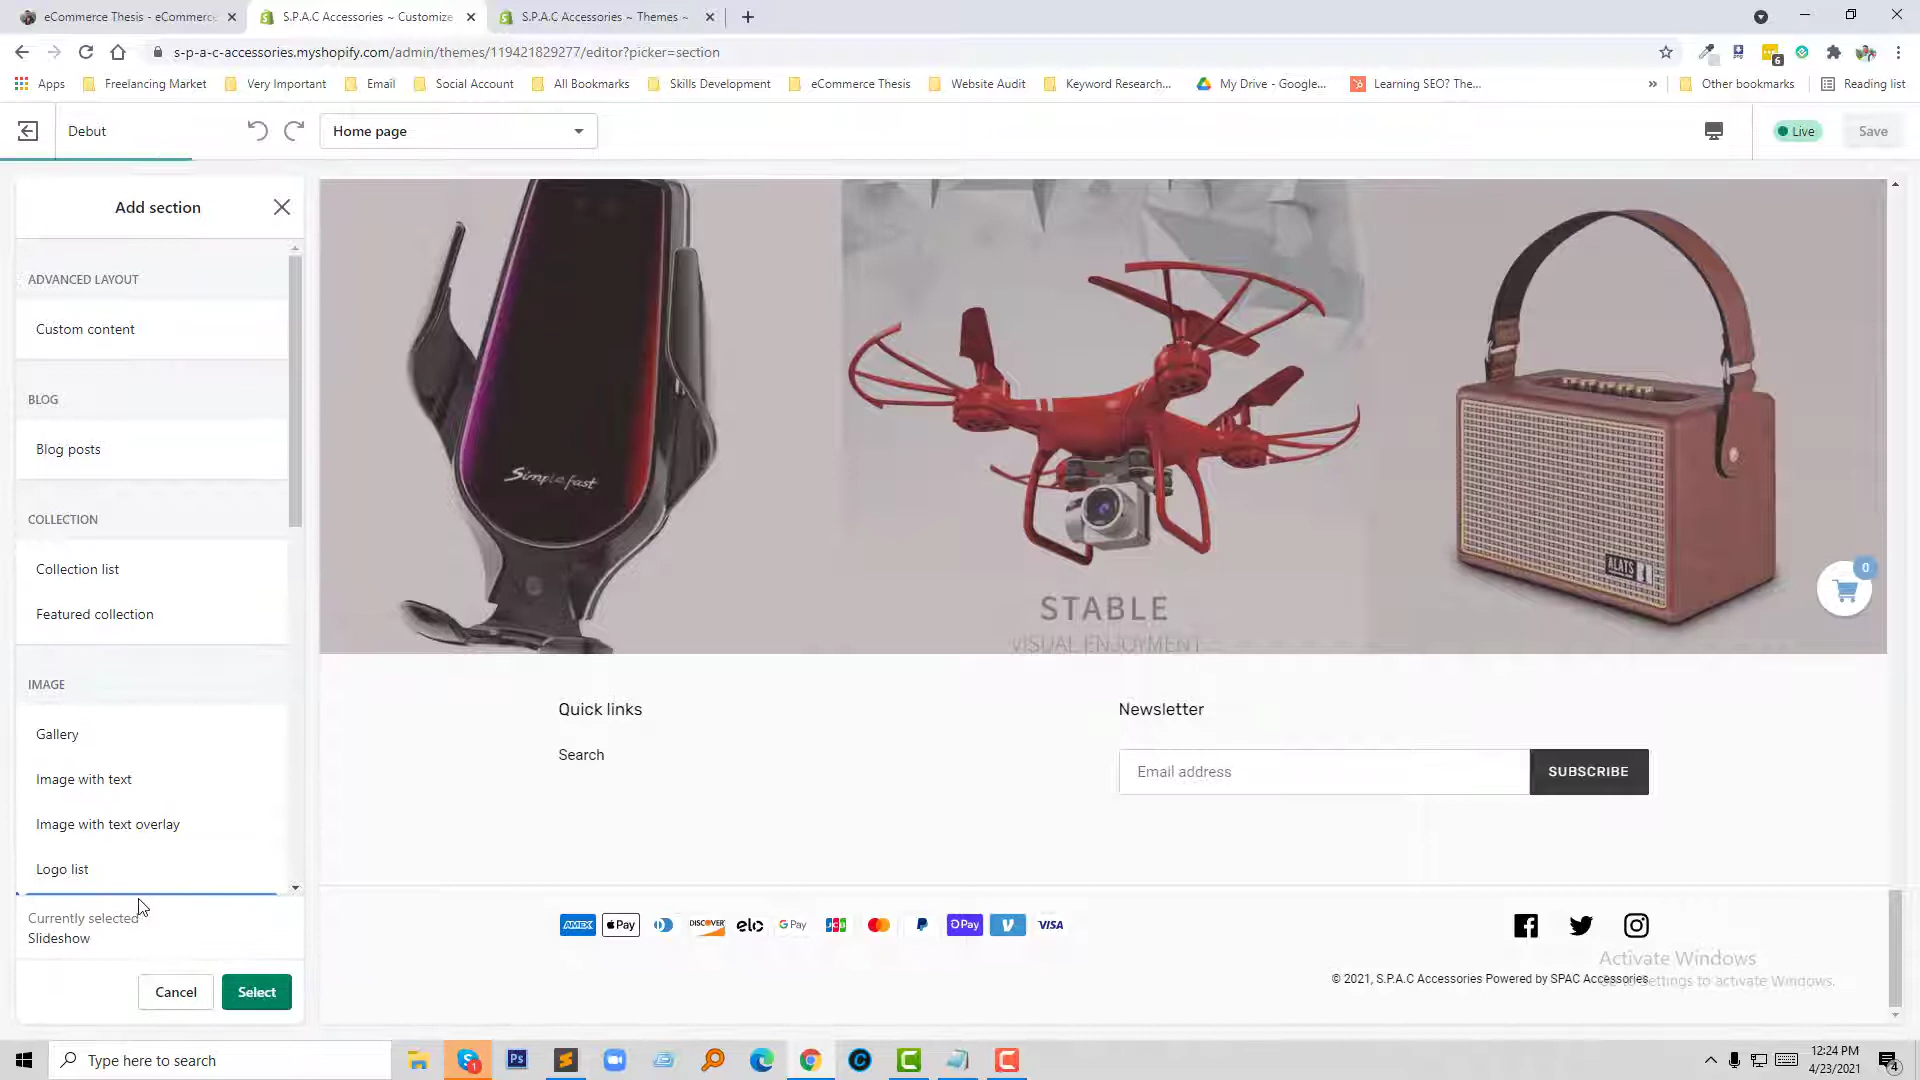 eCommerce Thesis - eCommerc
S.P.A.C Accessories ~ Customize
S.P.A.C Accessories ~ Themes ~
s-p-a-c-accessories.myshopify.com/admin/themes/119421829277/editor?picker=section
6
Apps
Freelancing Market
Very Important
Email
Social Account
All Bookmarks
Skills Development
eCommerce Thesis
Website Audit
Keyword Research...
My Drive - Google...
Learning SEO? The...
»
Other bookmarks
Reading list
Debut
Home page
Live
Save
Add section
ADVANCED LAYOUT
Custom content
BLOG
Blog posts
COLLECTION
Collection list
Featured collection
IMAGE
Gallery
Image with text
Image with text overlay
Logo list
Currently selected
Slideshow
Cancel
Select
Simple fast
STABLE
VISUAL ENJOYMENT
ALATS
0
Quick links
Search
Newsletter
Email address
SUBSCRIBE
AMEX
Pay
DISCOVER
elo
G Pay
JCB
Pay
VISA
© 2021, S.P.A.C Accessories Powered by SPAC Accessories
Activate Windows
Go to Settings to activate Windows.
Type here to search
1
Ps
12:24 PM
4/23/2021
4